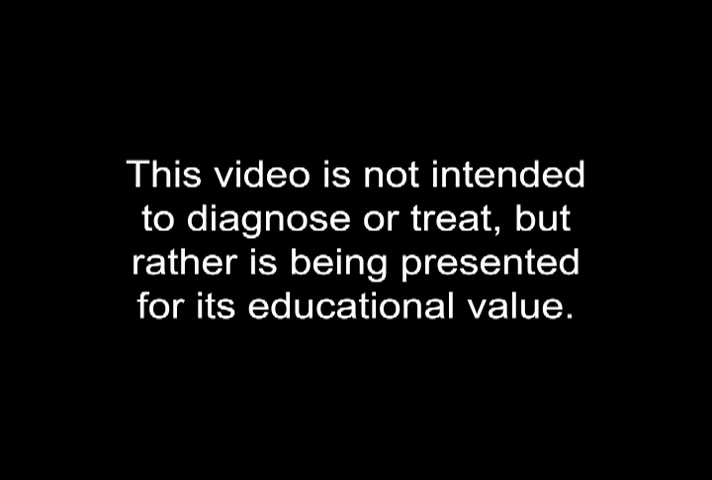 This video is not intended
to diagnose or treat, but
rather is being presented
for its educational value.